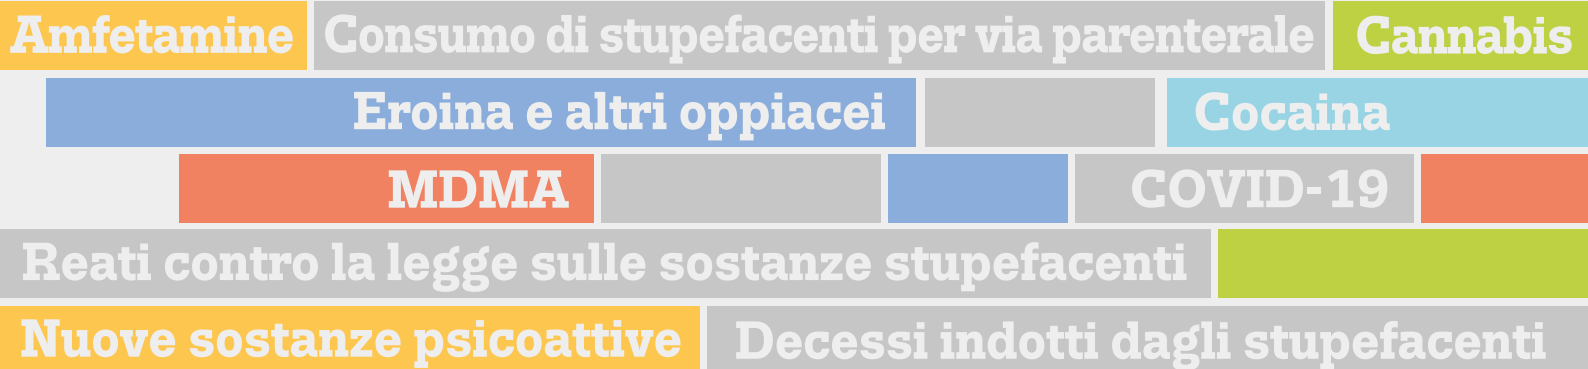 Amfetamine Consumo di stupefacenti per via parenterale Cannabis
Eroina e altri oppiacei Cocaina
MDMA COVID-19
Reati contro la legge sulle sostanze stupefacenti
Nuove sostanze psicoattive Decessi indotti dagli stupefacenti